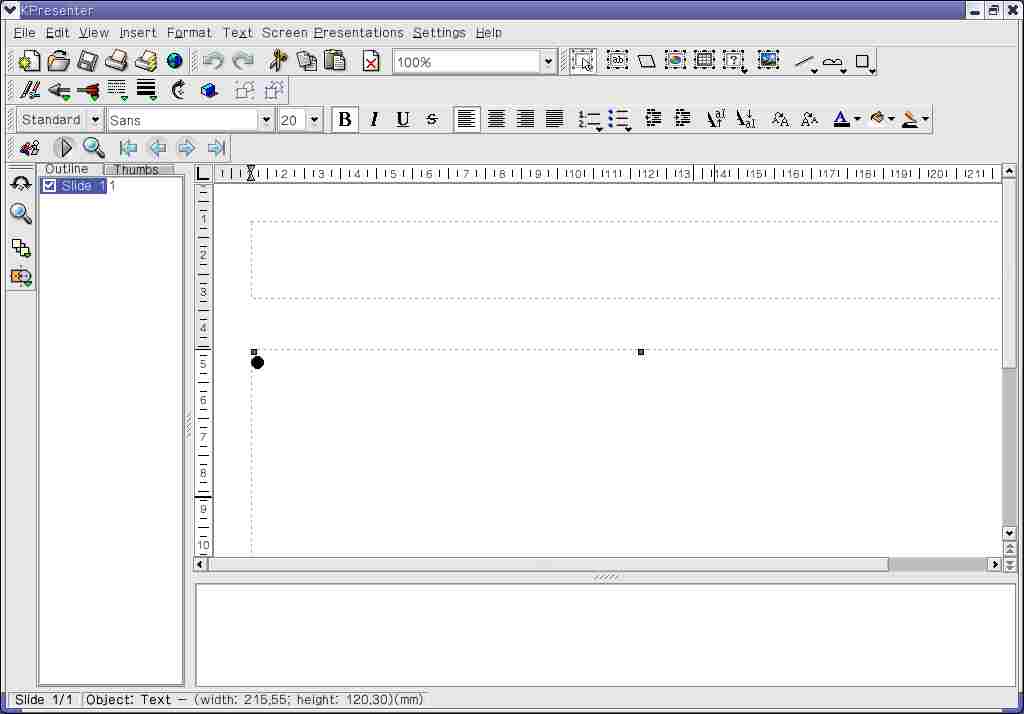 KPresenter
File Edit View Insert Format Text Screen Presentations Settings Help
100%
Standard Sans 20 B I U S
Outline Thumbs
Slide 1 1
1 2 3 4 5 6 7 8 9 10 11 12 13 14 15 16 17 18 19 20 21
1
2
3
4
5
6
7
8
9
10
Slide 1/1 Object: Text – (width: 215,55; height: 120,30)(mm)